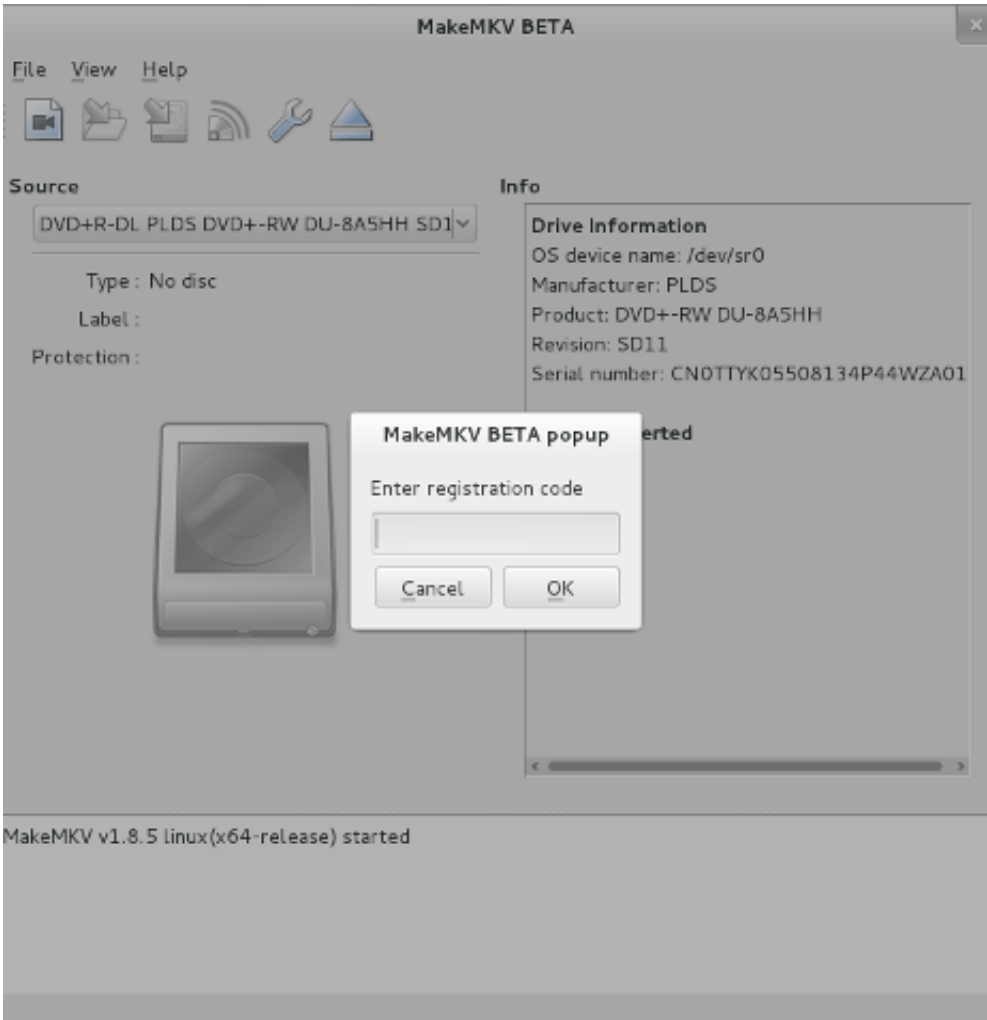 MakeMKV BETA
File View Help
Source
DVD+R-DL PLDS DVD+-RW DU-8A5HH SD1
Type : No disc
Label :
Protection :
Info
Drive Information
OS device name: /dev/sr0
Manufacturer: PLDS
Product: DVD+-RW DU-8A5HH
Revision: SD11
Serial number: CN0TTYK05508134P44WZA01
erted
MakeMKV BETA popup
Enter registration code
Cancel OK
MakeMKV v1.8.5 linux(x64-release) started